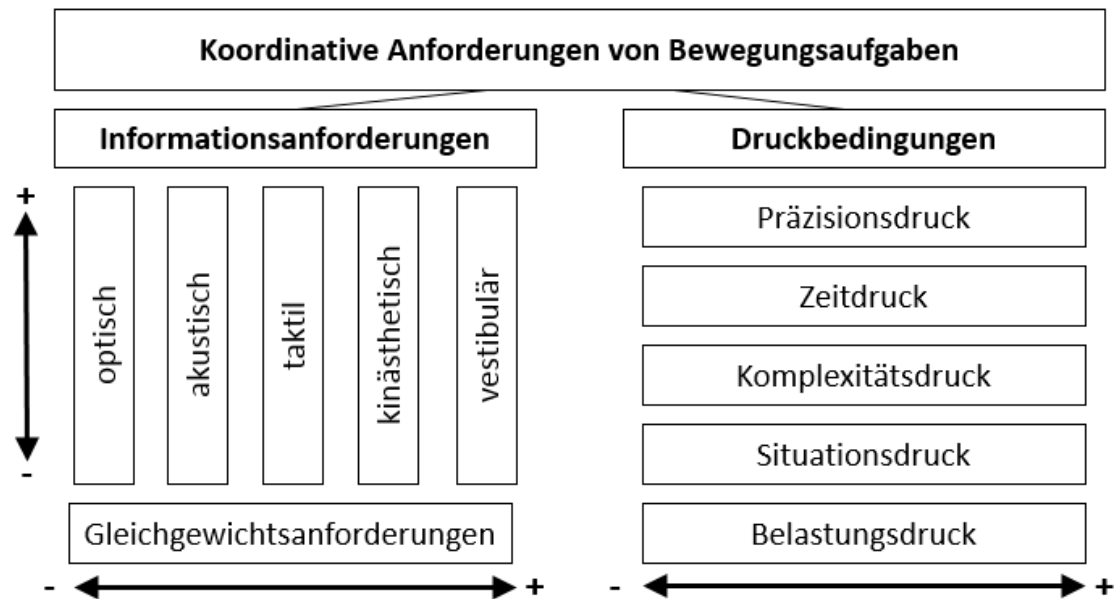 Koordinative Anforderungen von Bewegungsaufgaben
Informationsanforderungen
Druckbedingungen
+
-
optisch
akustisch
taktil
kinästhetisch
vestibulär
Gleichgewichtsanforderungen
- +
Präzisionsdruck
Zeitdruck
Komplexitätsdruck
Situationsdruck
Belastungsdruck
- +